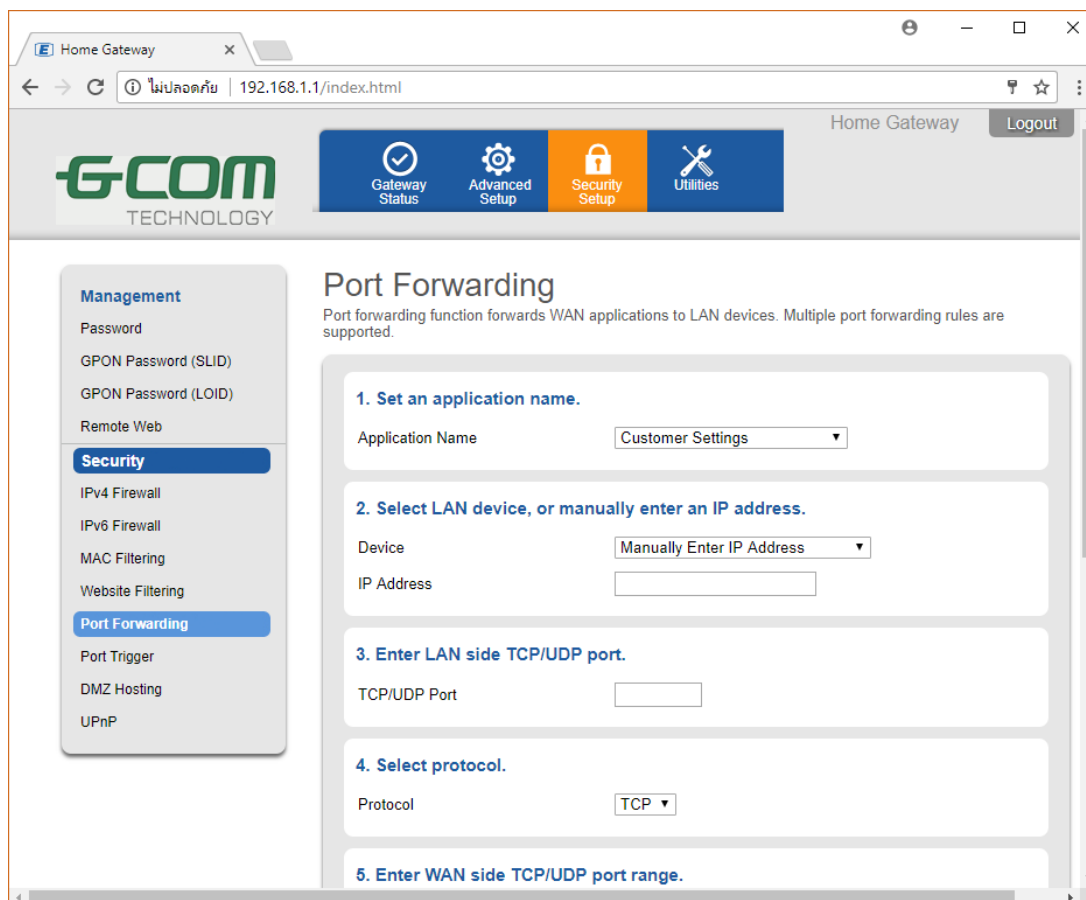 Home Gateway
ไม่ปลอดภัย | 192.168.1.1/index.html
Home Gateway Logout
G-COM
TECHNOLOGY
Gateway Status
Advanced Setup
Security Setup
Utilities
Management
Password
GPON Password (SLID)
GPON Password (LOID)
Remote Web
Security
IPv4 Firewall
IPv6 Firewall
MAC Filtering
Website Filtering
Port Forwarding
Port Trigger
DMZ Hosting
UPnP
Port Forwarding
Port forwarding function forwards WAN applications to LAN devices. Multiple port forwarding rules are
supported.
1. Set an application name.
Application Name Customer Settings
2. Select LAN device, or manually enter an IP address.
Device Manually Enter IP Address
IP Address
3. Enter LAN side TCP/UDP port.
TCP/UDP Port
4. Select protocol.
Protocol TCP
5. Enter WAN side TCP/UDP port range.